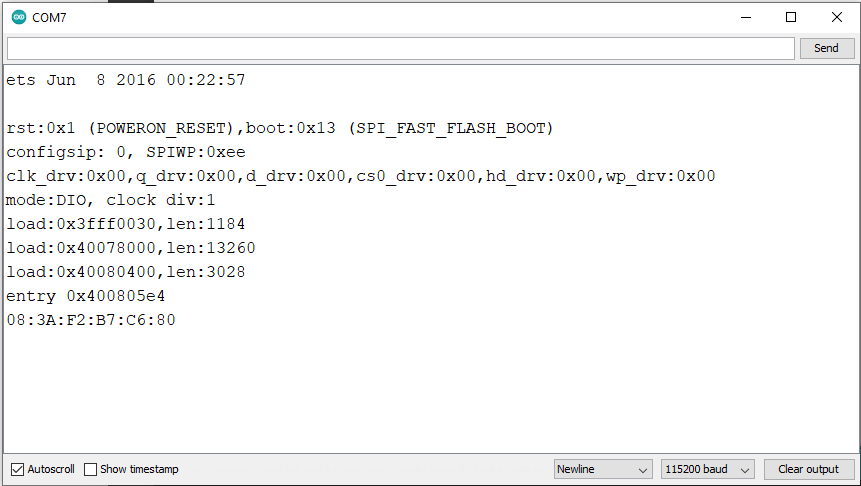 COM7
Send
ets Jun  8 2016 00:22:57
rst:0x1 (POWERON_RESET),boot:0x13 (SPI_FAST_FLASH_BOOT)
configsip: 0, SPIWP:0xee
clk_drv:0x00,q_drv:0x00,d_drv:0x00,cs0_drv:0x00,hd_drv:0x00,wp_drv:0x00
mode:DIO, clock div:1
load:0x3fff0030,len:1184
load:0x40078000,len:13260
load:0x40080400,len:3028
entry 0x400805e4
08:3A:F2:B7:C6:80
Autoscroll Show timestamp Newline 115200 baud Clear output